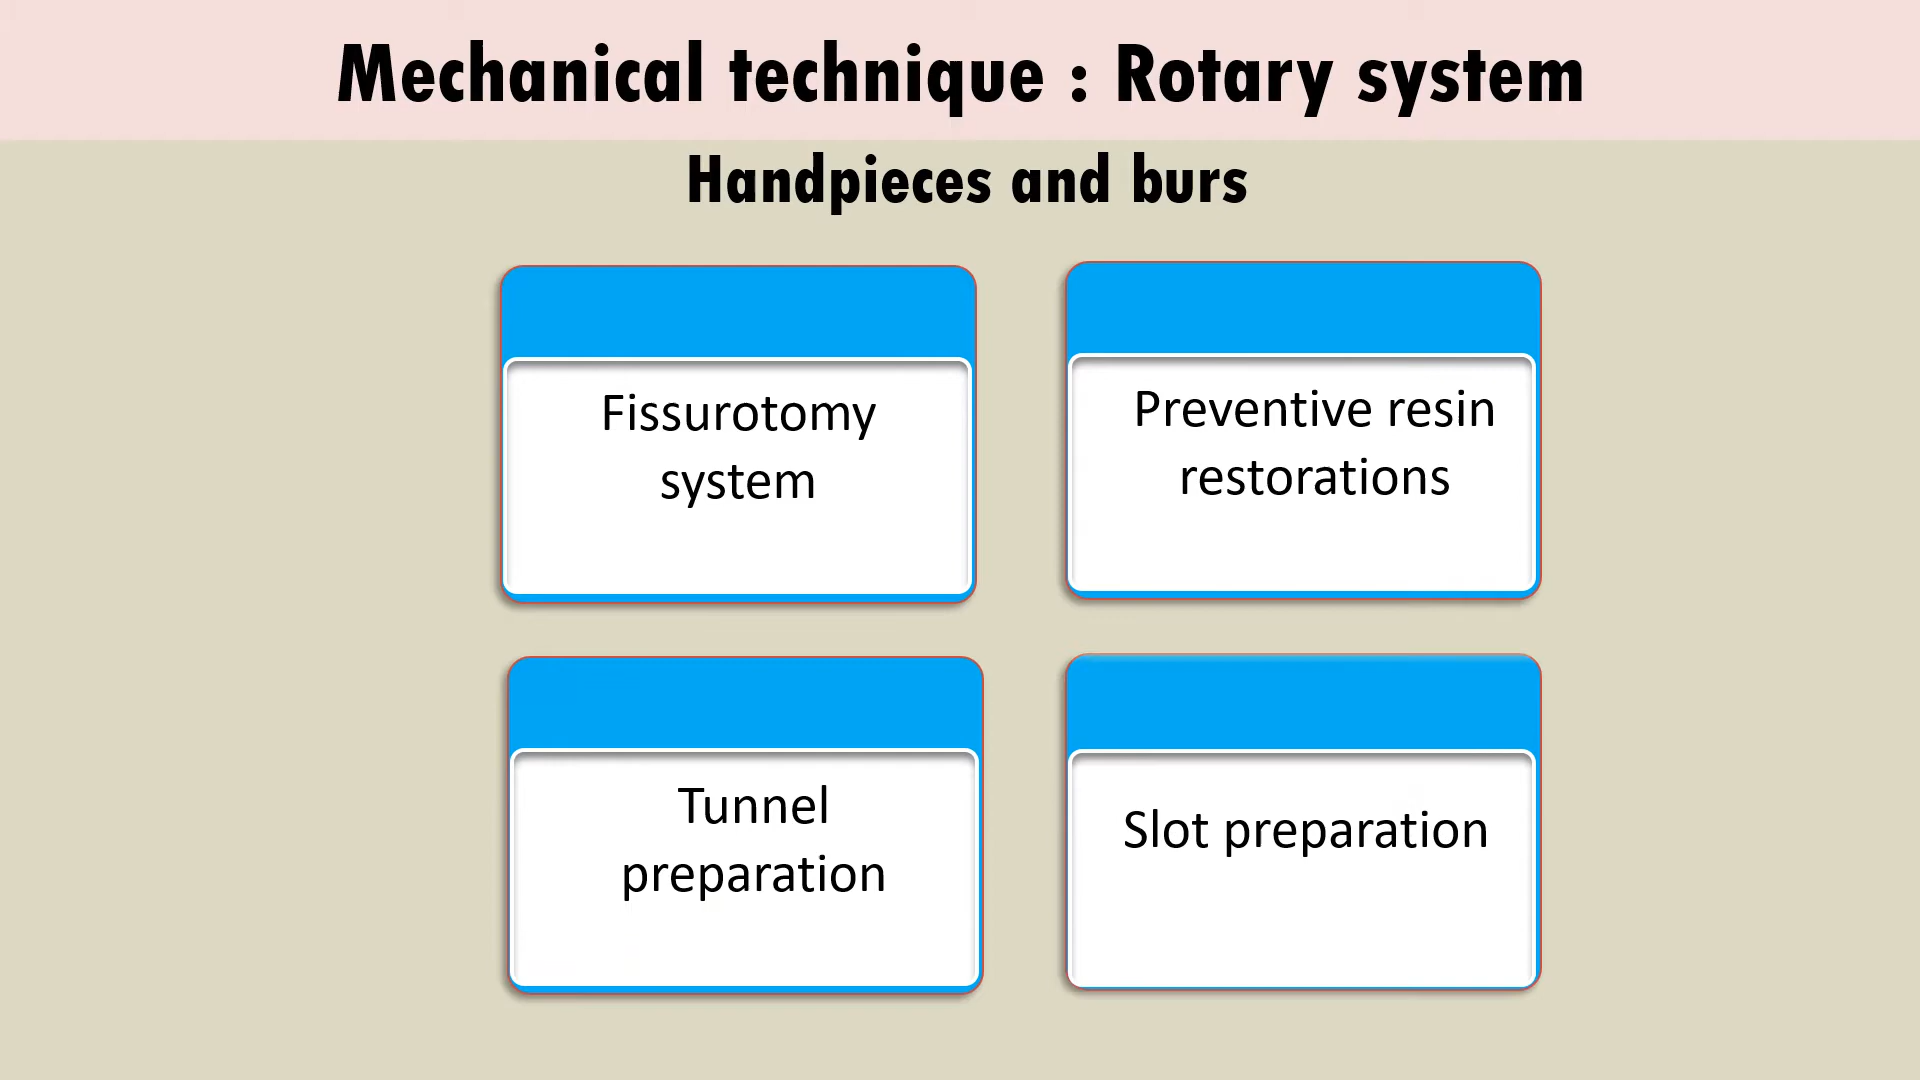 Mechanical technique : Rotary system
Handpieces and burs
Fissurotomy
system
Preventive resin
restorations
Tunnel
preparation
Slot preparation